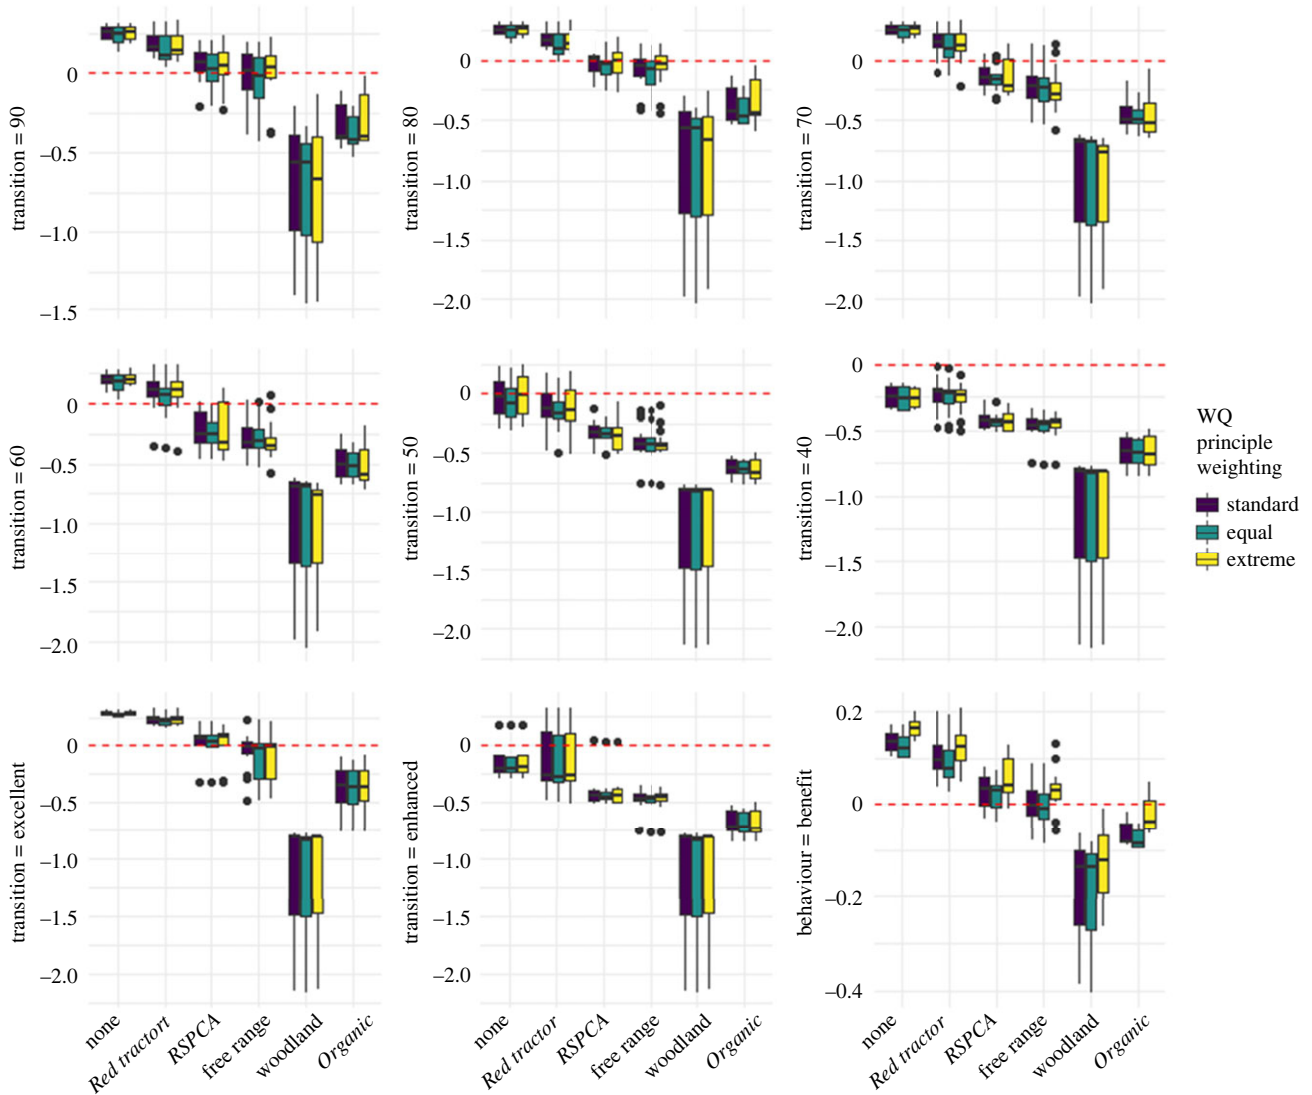 transition = 90
0
–0.5
–1.0
–1.5
transition = 80
0
–0.5
–1.0
–1.5
–2.0
transition = 70
0
–0.5
–1.0
–1.5
–2.0
transition = 60
0
–0.5
–1.0
–1.5
–2.0
transition = 50
0
–0.5
–1.0
–1.5
–2.0
transition = 40
0
–0.5
–1.0
–1.5
–2.0
WQ
principle
weighting
standard
equal
extreme
transition = excellent
0
–0.5
–1.0
–1.5
–2.0
none
Red tractort
RSPCA
free range
woodland
Organic
transition = enhanced
0
–0.5
–1.0
–1.5
–2.0
none
Red tractor
RSPCA
free range
woodland
Organic
behaviour = benefit
0.2
0
–0.2
–0.4
none
Red tractor
RSPCA
free range
woodland
Organic